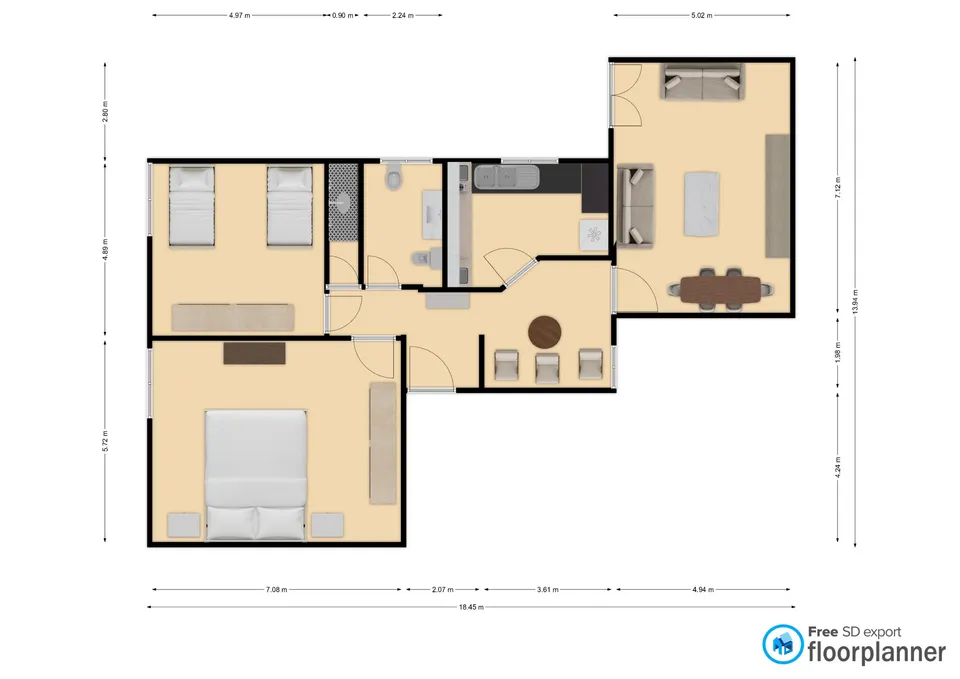 4.97 m
0.90 m
2.24 m
5.02 m
2.80 m
4.89 m
5.72 m
7.12 m
1.98 m
4.24 m
13.94 m
7.08 m
2.07 m
3.61 m
4.94 m
18.45 m
Free SD export
floorplanner